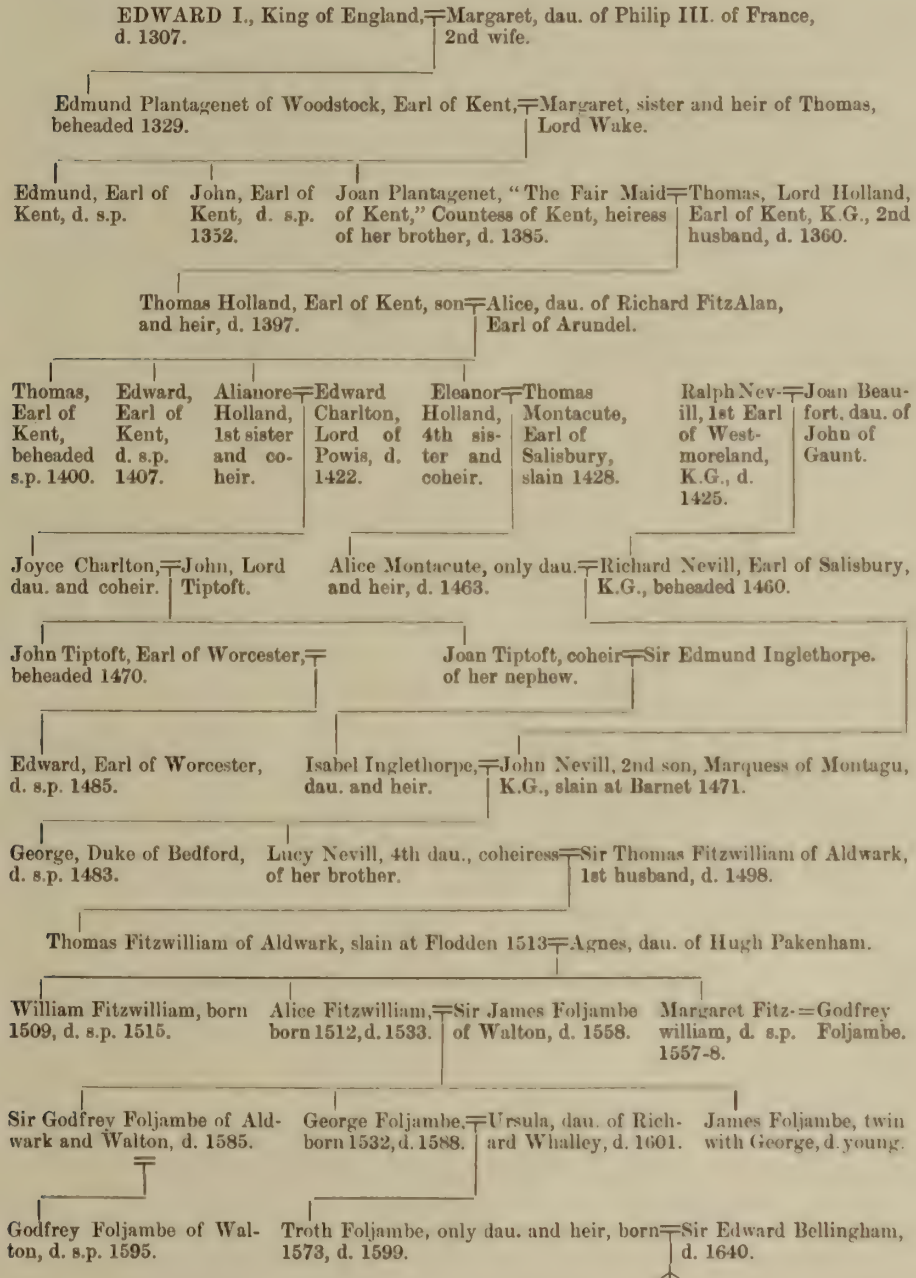 EDWARD I., King of England,
d. 1307.
Margaret, dau. of Philip III. of France,
2nd wife.
Edmund Plantagenet of Woodstock, Earl of Kent,
beheaded 1329.
Margaret, sister and heir of Thomas,
Lord Wake.
Edmund, Earl of
Kent, d. s.p.
John, Earl of
Kent, d. s.p.
1352.
Joan Plantagenet, "The Fair Maid
of Kent," Countess of Kent, heiress
of her brother, d. 1385.
Thomas, Lord Holland,
Earl of Kent, K.G., 2nd
husband, d. 1360.
Thomas Holland, Earl of Kent, son
and heir, d. 1397.
Alice, dau. of Richard FitzAlan,
Earl of Arundel.
Thomas,
Earl of
Kent,
beheaded
s.p. 1400.
Edward,
Earl of
Kent,
d. s.p.
1407.
Alianore
Holland,
1st sister
and co-
heir.
Edward
Charlton,
Lord of
Powis, d.
1422.
Eleanor
Holland,
4th sis-
ter and
coheir.
Thomas
Montacute,
Earl of
Salisbury,
slain 1428.
Ralph Nev-
ill, 1st Earl
of West-
moreland,
K.G., d.
1425.
Joan Beau-
fort, dau. of
John of
Gaunt.
Joyce Charlton,
dau. and coheir.
John, Lord
Tiptoft.
Alice Montacute, only dau.
and heir, d. 1463.
Richard Nevill, Earl of Salisbury,
K.G., beheaded 1460.
John Tiptoft, Earl of Worcester,
beheaded 1470.
Joan Tiptoft, coheir
of her nephew.
Sir Edmund Inglethorpe.
Edward, Earl of Worcester,
d. s.p. 1485.
Isabel Inglethorpe,
dau. and heir.
John Nevill, 2nd son, Marquess of Montagu,
K.G., slain at Barnet 1471.
George, Duke of Bedford,
d. s.p. 1483.
Lucy Nevill, 4th dau., coheiress
of her brother.
Sir Thomas Fitzwilliam of Aldwark,
1st husband, d. 1498.
Thomas Fitzwilliam of Aldwark, slain at Flodden 1513
Agnes, dau. of Hugh Pakenham.
William Fitzwilliam, born
1509, d. s.p. 1515.
Alice Fitzwilliam,
born 1512, d. 1533.
Sir James Foljambe
of Walton, d. 1558.
Margaret Fitz-
william, d. s.p.
1557-8.
Godfrey
Foljambe.
Sir Godfrey Foljambe of Ald-
wark and Walton, d. 1585.
George Foljambe,
born 1532, d. 1588.
Ursula, dau. of Rich-
ard Whalley, d. 1601.
James Foljambe, twin
with George, d. young.
Godfrey Foljambe of Wal-
ton, d. s.p. 1595.
Troth Foljambe, only dau. and heir, born
1573, d. 1599.
Sir Edward Bellingham,
d. 1640.